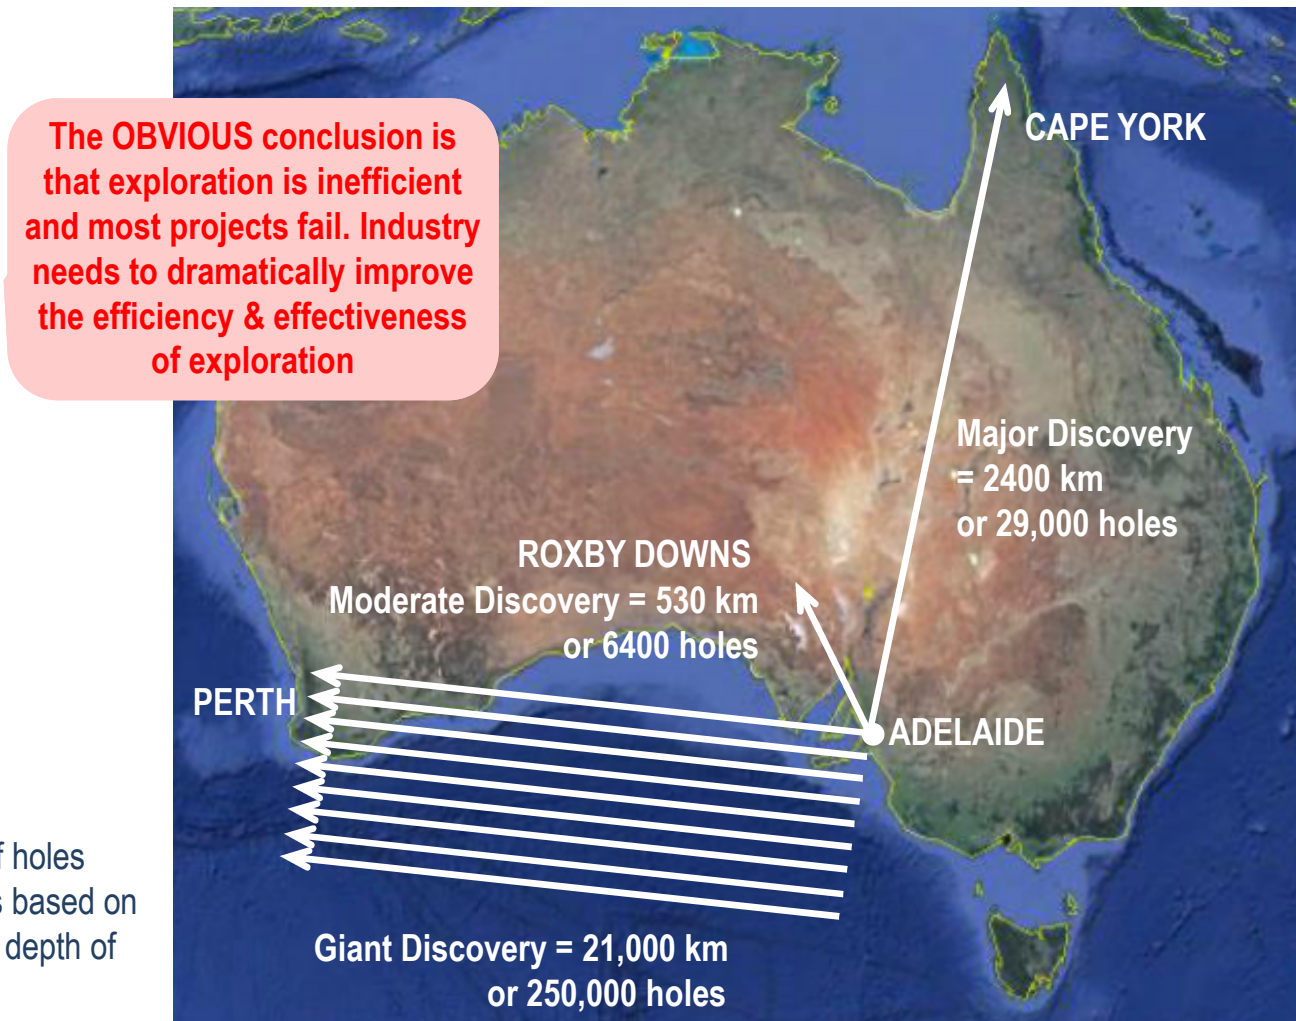 The OBVIOUS conclusion is
that exploration is inefficient
and most projects fail. Industry
needs to dramatically improve
the efficiency & effectiveness
of exploration
CAPE YORK
Major Discovery
= 2400 km
or 29,000 holes
ROXBY DOWNS
Moderate Discovery = 530 km
or 6400 holes
PERTH
ADELAIDE
holes
based on
depth of
Giant Discovery = 21,000 km
or 250,000 holes